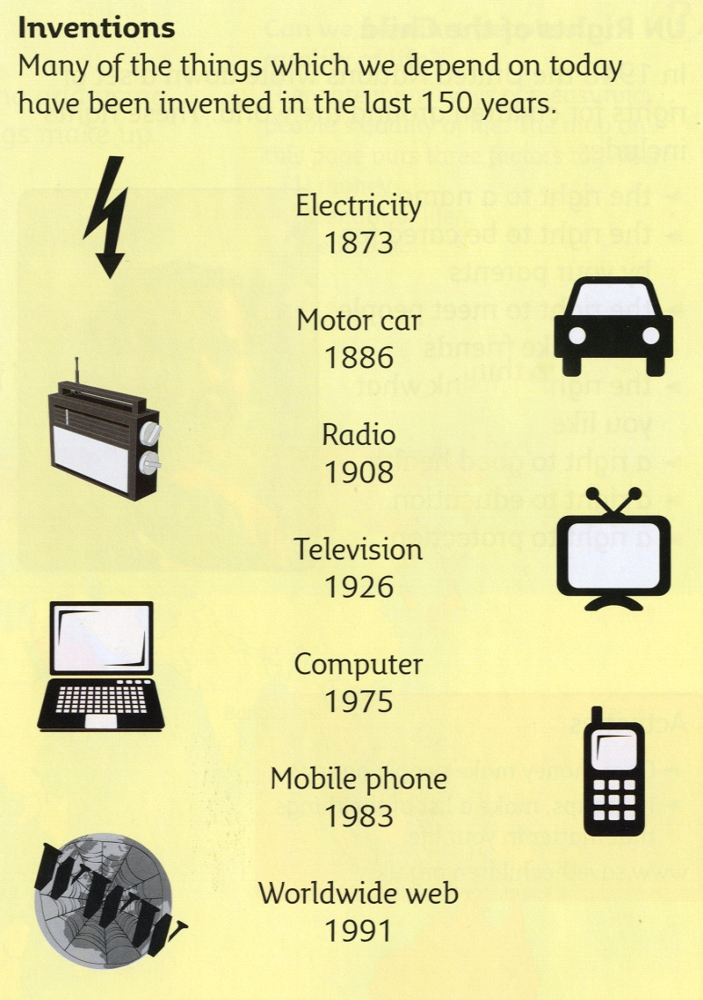 Inventions
Many of the things which we depend on today
have been invented in the last 150 years.
Electricity
1873
Motor car
1886
Radio
1908
Television
1926
Computer
1975
Mobile phone
1983
Worldwide web
1991
WWW